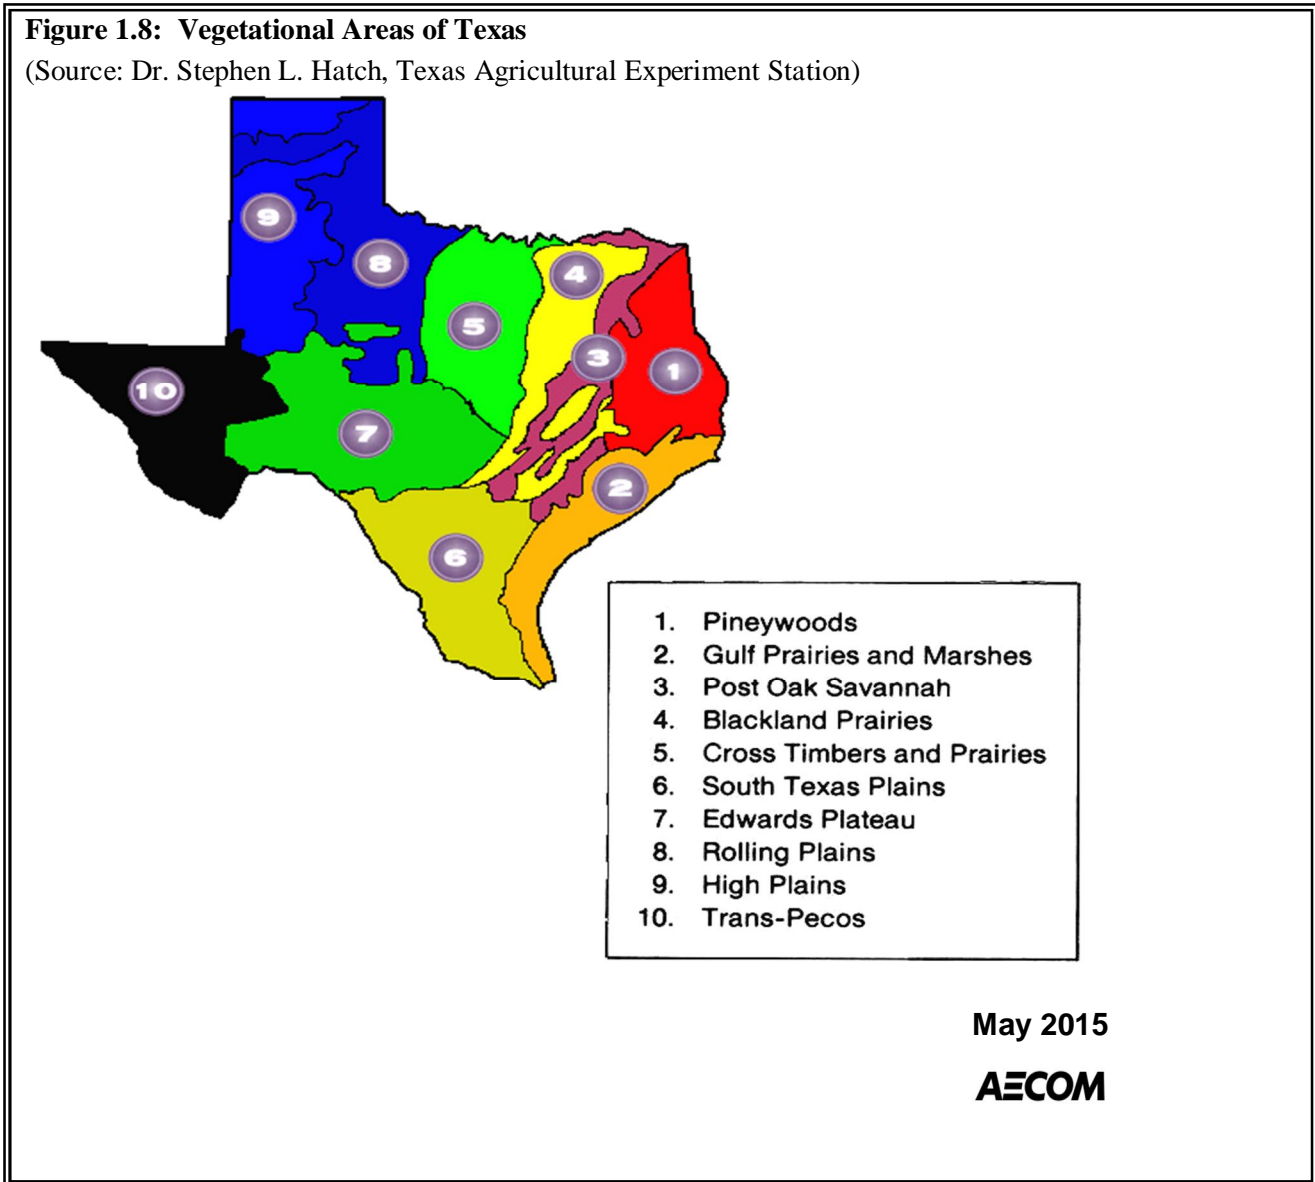 Figure 1.8: Vegetational Areas of Texas
(Source: Dr. Stephen L. Hatch, Texas Agricultural Experiment Station)
9
8
4
5
3
1
10
7
2
6
1. Pineywoods
2. Gulf Prairies and Marshes
3. Post Oak Savannah
4. Blackland Prairies
5. Cross Timbers and Prairies
6. South Texas Plains
7. Edwards Plateau
8. Rolling Plains
9. High Plains
10. Trans-Pecos
May 2015
AECOM